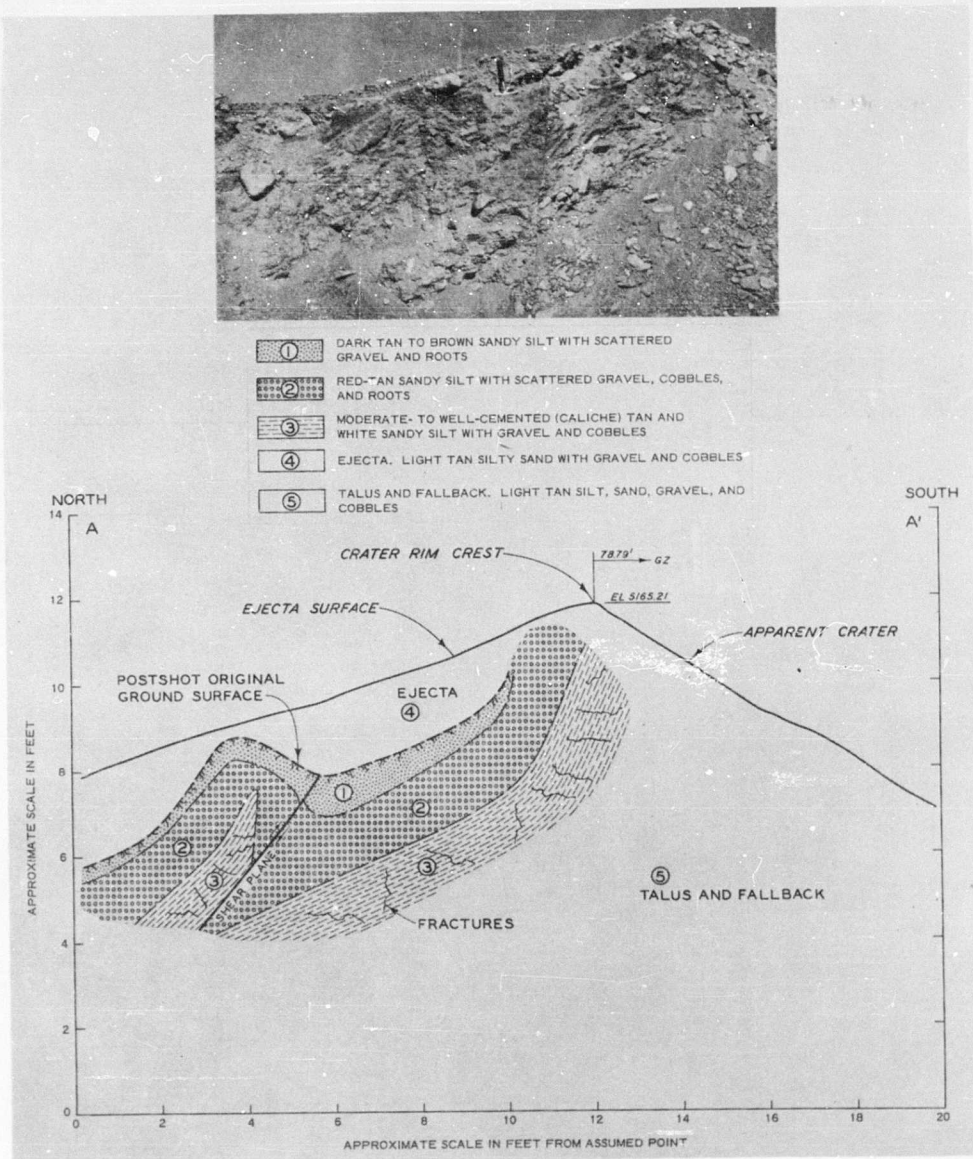 ① DARK TAN TO BROWN SANDY SILT WITH SCATTERED
GRAVEL AND ROOTS
② RED-TAN SANDY SILT WITH SCATTERED GRAVEL, COBBLES,
AND ROOTS
③ MODERATE- TO WELL-CEMENTED (CALICHE) TAN AND
WHITE SANDY SILT WITH GRAVEL AND COBBLES
④ EJECTA. LIGHT TAN SILTY SAND WITH GRAVEL AND COBBLES
⑤ TALUS AND FALLBACK. LIGHT TAN SILT, SAND, GRAVEL, AND
COBBLES
NORTH
SOUTH
14
A
A'
CRATER RIM CREST
78.79'
GZ
EL 5165.21
12
EJECTA SURFACE
APPARENT CRATER
POSTSHOT ORIGINAL
GROUND SURFACE
10
EJECTA
④
8
①
②
②
6
③
③
SHEAR PLANE
⑤
TALUS AND FALLBACK
FRACTURES
4
2
0
APPROXIMATE SCALE IN FEET
0 2 4 6 8 10 12 14 16 18 20
APPROXIMATE SCALE IN FEET FROM ASSUMED POINT